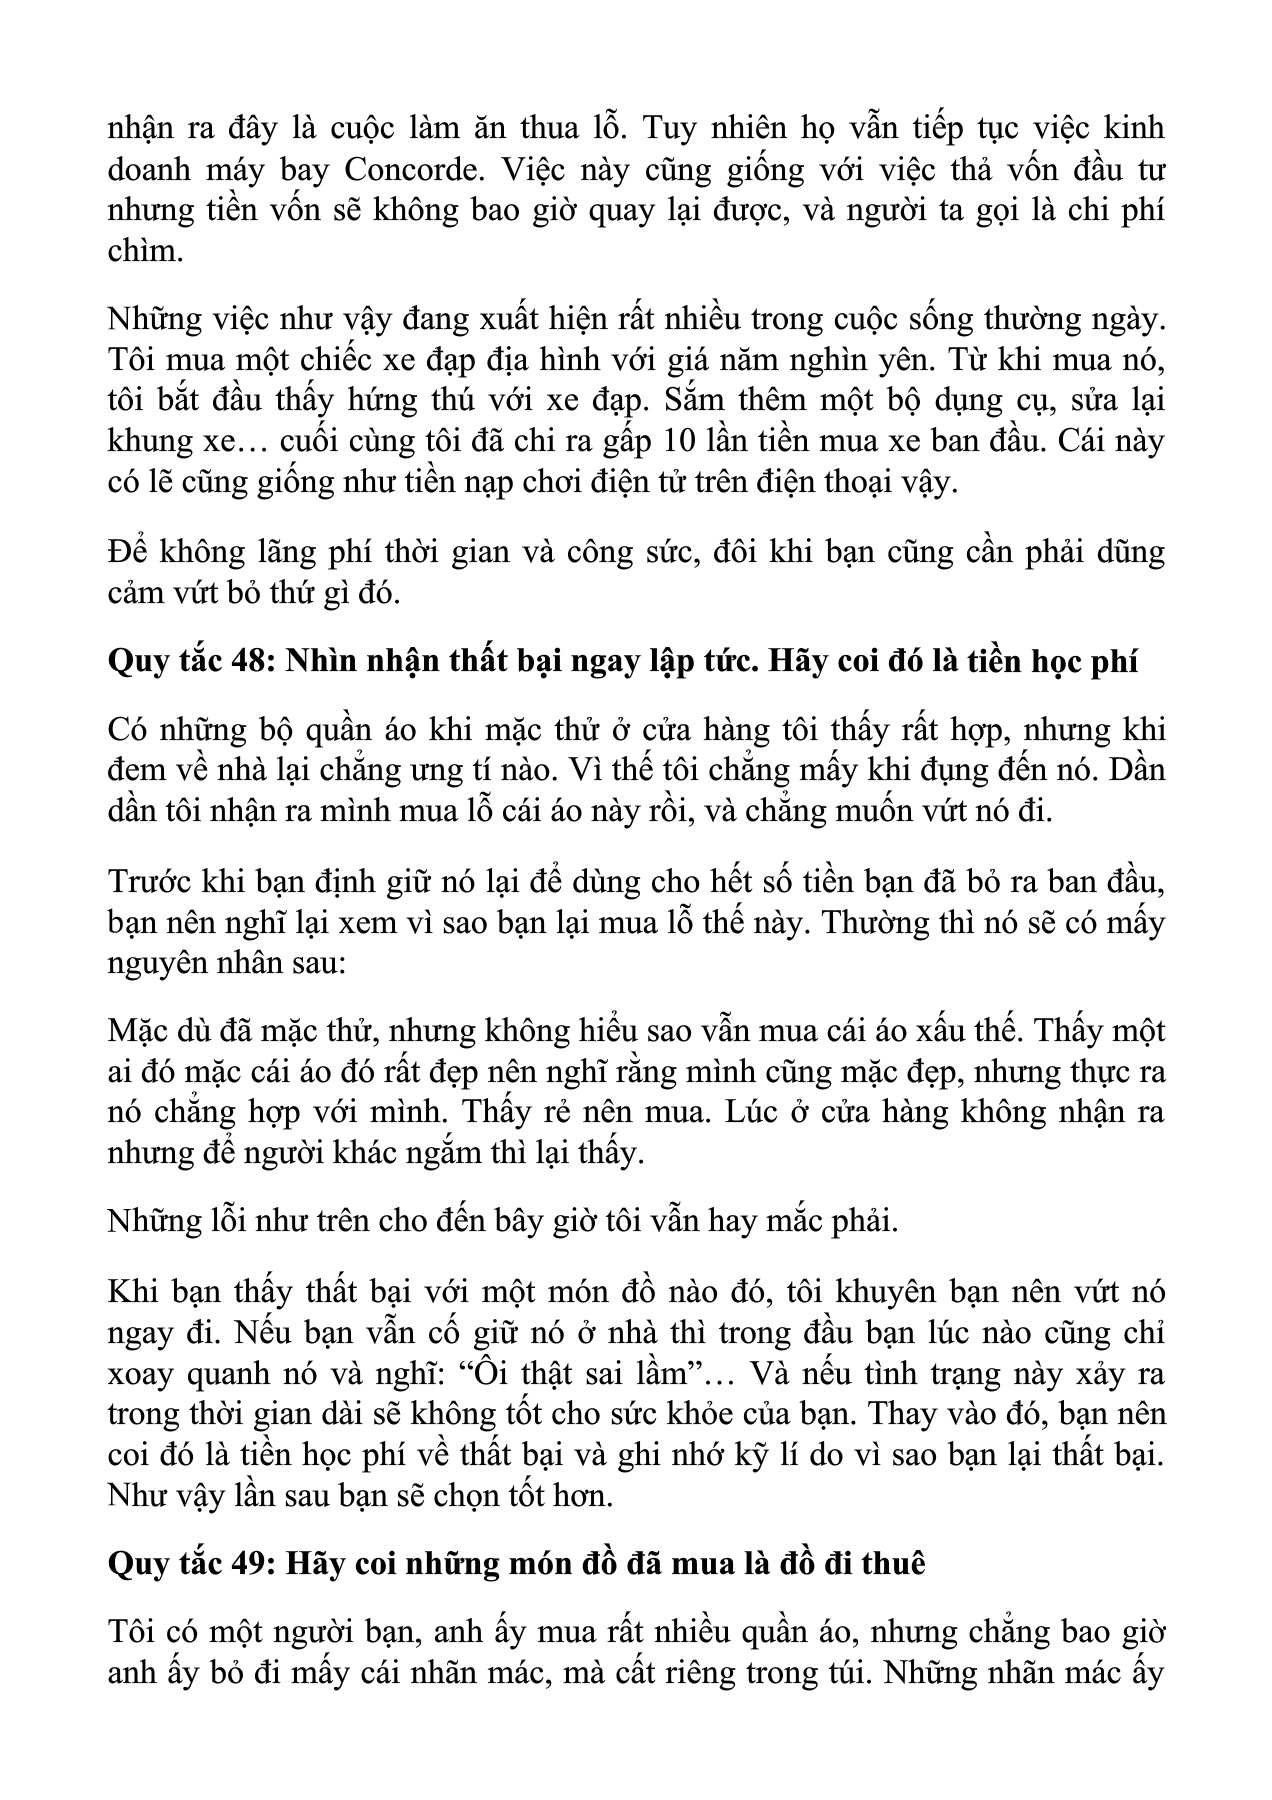 nhận ra đây là cuộc làm ăn thua lỗ. Tuy nhiên họ vẫn tiếp tục việc kinh
doanh máy bay Concorde. Việc này cũng giống với việc thả vốn đầu tư
nhưng tiền vốn sẽ không bao giờ quay lại được, và người ta gọi là chi phí
chìm.
Những việc như vậy đang xuất hiện rất nhiều trong cuộc sống thường ngày.
Tôi mua một chiếc xe đạp địa hình với giá năm nghìn yên. Từ khi mua nó,
tôi bắt đầu thấy hứng thú với xe đạp. Sắm thêm một bộ dụng cụ, sửa lại
khung xe… cuối cùng tôi đã chi ra gấp 10 lần tiền mua xe ban đầu. Cái này
có lẽ cũng giống như tiền nạp chơi điện tử trên điện thoại vậy.
Để không lãng phí thời gian và công sức, đôi khi bạn cũng cần phải dũng
cảm vứt bỏ thứ gì đó.
Quy tắc 48: Nhìn nhận thất bại ngay lập tức. Hãy coi đó là tiền học phí
Có những bộ quần áo khi mặc thử ở cửa hàng tôi thấy rất hợp, nhưng khi
đem về nhà lại chẳng ưng tí nào. Vì thế tôi chẳng mấy khi đụng đến nó. Dần
dần tôi nhận ra mình mua lỗ cái áo này rồi, và chẳng muốn vứt nó đi.
Trước khi bạn định giữ nó lại để dùng cho hết số tiền bạn đã bỏ ra ban đầu,
bạn nên nghĩ lại xem vì sao bạn lại mua lỗ thế này. Thường thì nó sẽ có mấy
nguyên nhân sau:
Mặc dù đã mặc thử, nhưng không hiểu sao vẫn mua cái áo xấu thế. Thấy một
ai đó mặc cái áo đó rất đẹp nên nghĩ rằng mình cũng mặc đẹp, nhưng thực ra
nó chẳng hợp với mình. Thấy rẻ nên mua. Lúc ở cửa hàng không nhận ra
nhưng để người khác ngắm thì lại thấy.
Những lỗi như trên cho đến bây giờ tôi vẫn hay mắc phải.
Khi bạn thấy thất bại với một món đồ nào đó, tôi khuyên bạn nên vứt nó
ngay đi. Nếu bạn vẫn cố giữ nó ở nhà thì trong đầu bạn lúc nào cũng chỉ
xoay quanh nó và nghĩ: “Ôi thật sai lầm”… Và nếu tình trạng này xảy ra
trong thời gian dài sẽ không tốt cho sức khỏe của bạn. Thay vào đó, bạn nên
coi đó là tiền học phí về thất bại và ghi nhớ kỹ lí do vì sao bạn lại thất bại.
Như vậy lần sau bạn sẽ chọn tốt hơn.
Quy tắc 49: Hãy coi những món đồ đã mua là đồ đi thuê
Tôi có một người bạn, anh ấy mua rất nhiều quần áo, nhưng chẳng bao giờ
anh ấy bỏ đi mấy cái nhãn mác, mà cất riêng trong túi. Những nhãn mác ấy